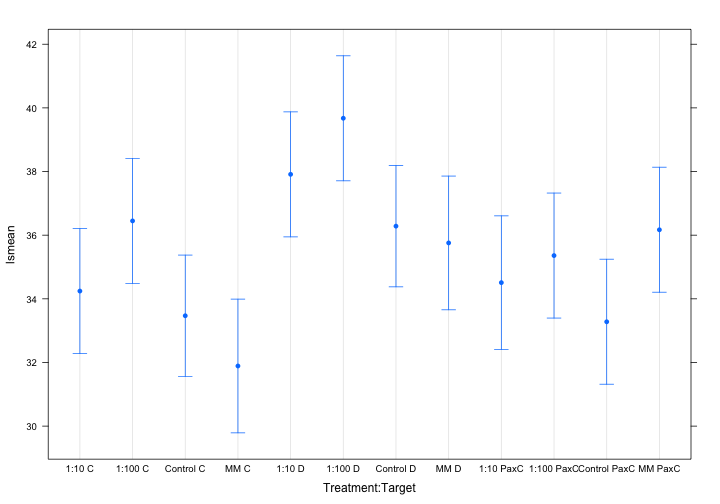 42
40
38
36
34
32
30
lsmean
1:10 C 1:100 C Control C MM C 1:10 D 1:100 D Control D MM D 1:10 PaxC 1:100 PaxC Control PaxC MM PaxC
Treatment:Target